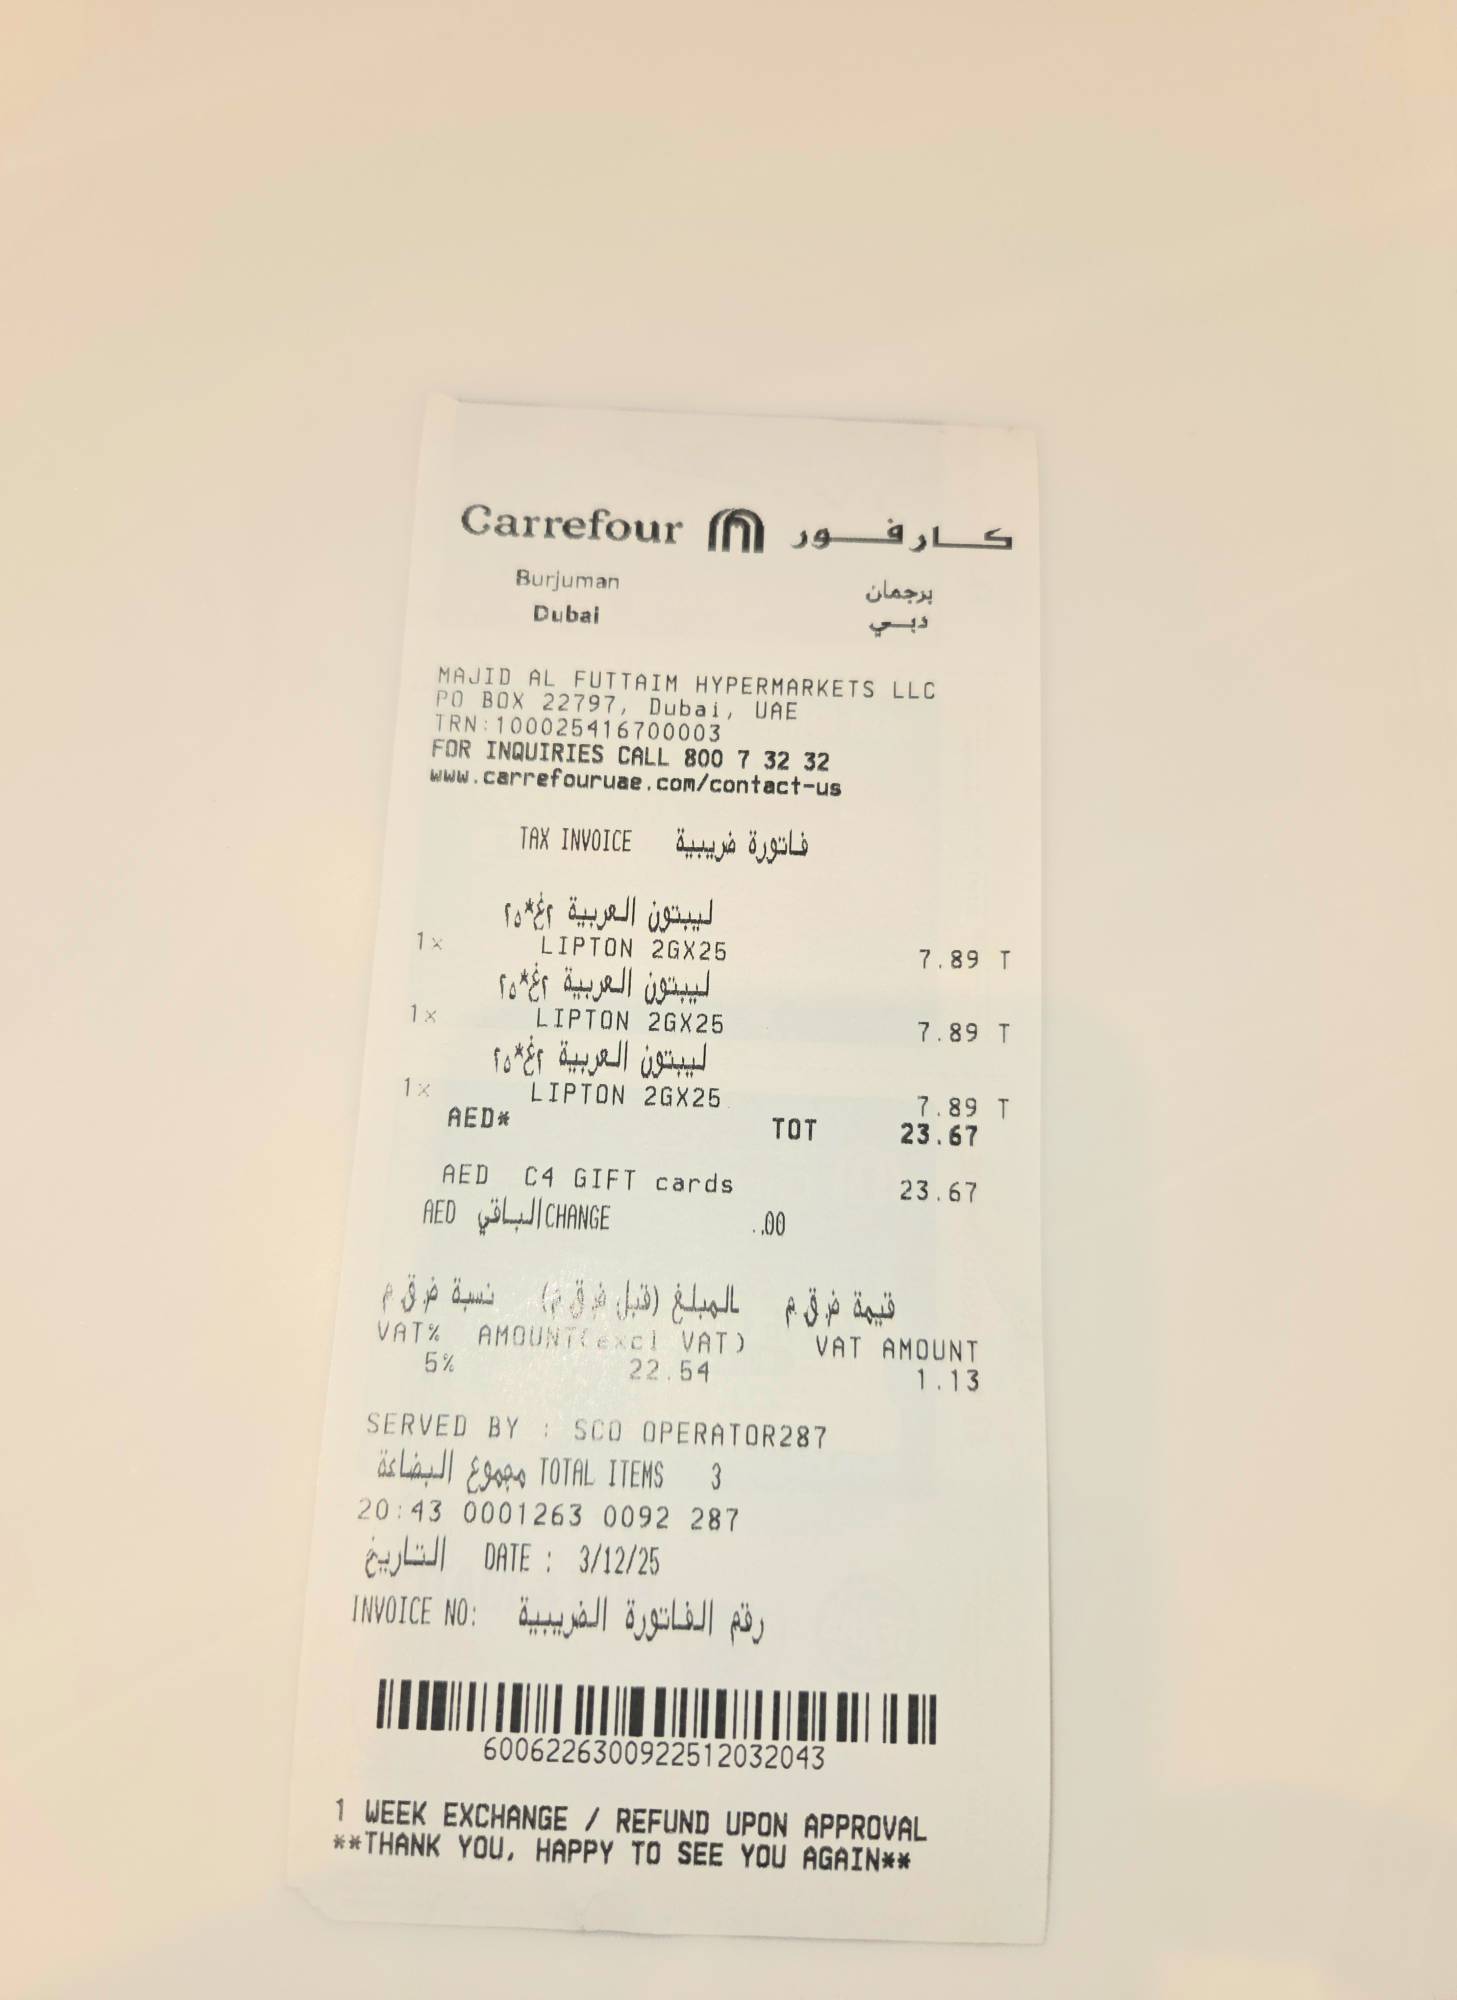 Carrefour كارفور
Burjuman برجمان
Dubai دبي
MAJID AL FUTTAIM HYPERMARKETS LLC
PO BOX 22797, Dubai, UAE
TRN:100025416700003
FOR INQUIRIES CALL 800 7 32 32
www.carrefouruae.com/contact-us
TAX INVOICE فاتورة ضريبية
ليبتون العربية ٢غ*٢٥
1x LIPTON 2GX25 7.89 T
ليبتون العربية ٢غ*٢٥
1x LIPTON 2GX25 7.89 T
ليبتون العربية ٢غ*٢٥
1x LIPTON 2GX25 7.89 T
AED* TOT 23.67
AED C4 GIFT cards 23.67
AED الباقي CHANGE ..00
نسبة ض ق م المبلغ (قبل ض ق م) قيمة ض ق م
VAT% AMOUNT(excl VAT) VAT AMOUNT
5% 22.54 1.13
SERVED BY : SCO OPERATOR287
مجموع البضاعة TOTAL ITEMS 3
20:43 0001263 0092 287
التاريخ DATE : 3/12/25
INVOICE NO: رقم الفاتورة الضريبية
6006226300922512032043
1 WEEK EXCHANGE / REFUND UPON APPROVAL
**THANK YOU, HAPPY TO SEE YOU AGAIN**